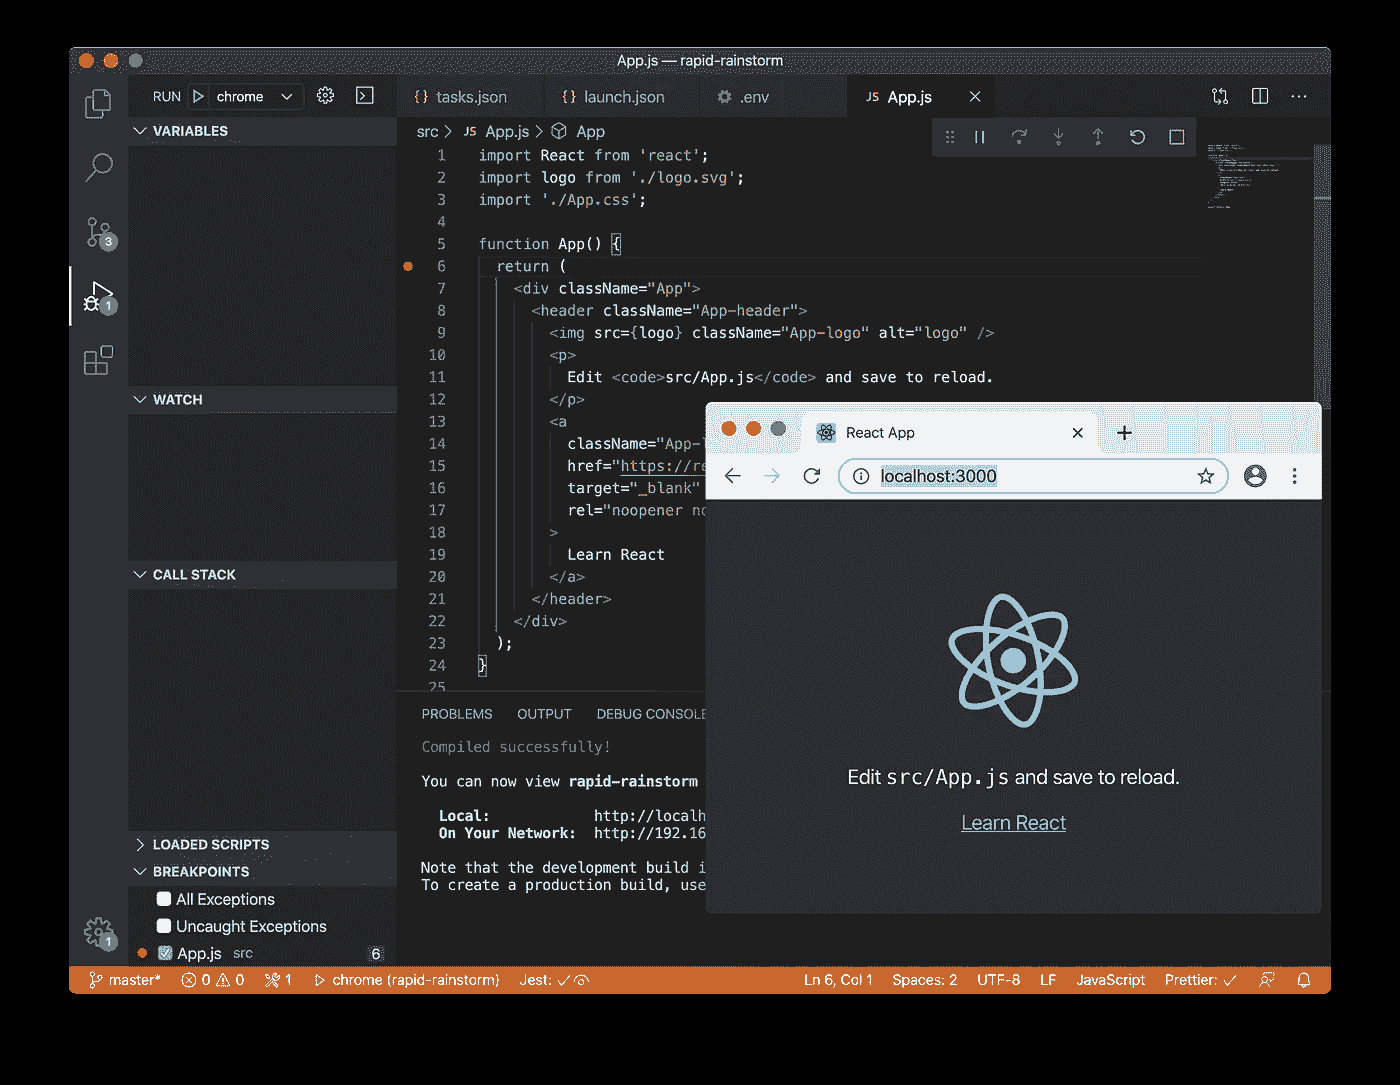 App.js — rapid-rainstorm
RUN chrome
tasks.json launch.json .env JS App.js
src JS App.js App
VARIABLES
WATCH
CALL STACK
LOADED SCRIPTS
BREAKPOINTS
All Exceptions
Uncaught Exceptions
App.js src 6
3
1
1
1 import React from 'react';
2 import logo from './logo.svg';
3 import './App.css';
4
5 function App() {
6 return (
7 <div className="App">
8 <header className="App-header">
9 <img src={logo} className="App-logo" alt="logo" />
10 <p>
11 Edit <code>src/App.js</code> and save to reload.
12 </p>
13 <a
14 className="App-
15 href="https://re
16 target="_blank"
17 rel="noopener no
18 >
19 Learn React
20 </a>
21 </header>
22 </div>
23 );
24 }
25
PROBLEMS OUTPUT DEBUG CONSOLE
Compiled successfully!
You can now view rapid-rainstorm
Local: http://localh
On Your Network: http://192.16
Note that the development build i
To create a production build, use
React App
localhost:3000
Edit src/App.js and save to reload.
Learn React
master* 0 0 1 chrome (rapid-rainstorm) Jest: Ln 6, Col 1 Spaces: 2 UTF-8 LF JavaScript Prettier: